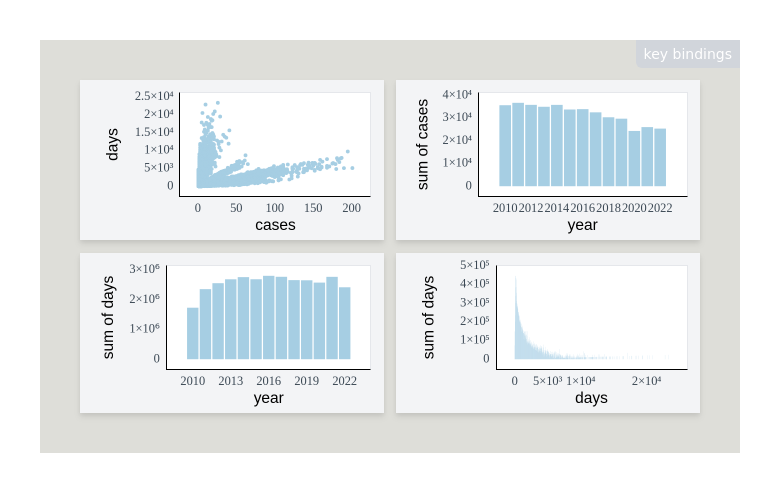 key bindings
days
2.5×10⁴
2×10⁴
1.5×10⁴
1×10⁴
5×10³
0
0 50 100 150 200
cases
sum of cases
4×10⁴
3×10⁴
2×10⁴
1×10⁴
0
2010 2012 2014 2016 2018 2020 2022
year
sum of days
3×10⁶
2×10⁶
1×10⁶
0
2010 2013 2016 2019 2022
year
sum of days
5×10⁵
4×10⁵
3×10⁵
2×10⁵
1×10⁵
0
0 5×10³ 1×10⁴ 2×10⁴
days